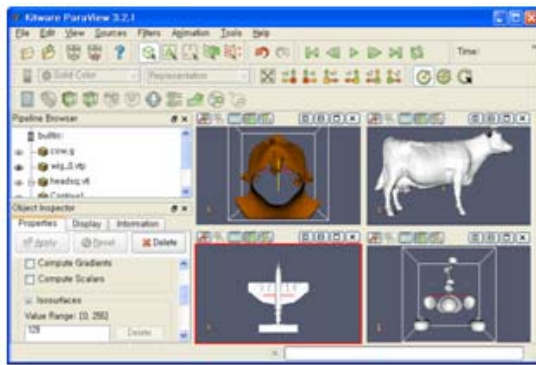 Kitware ParaView 3.2.1
File Edit View Sources Filters Animation Tools Help
Time:
Solid Color Representation
Pipeline Browser
builtin:
cow.g
headsq.vti
Contour1
Object Inspector
Properties Display Information
Apply Reset Delete
Compute Gradients
Compute Scalars
Isosurfaces
Value Range: [0, 255]
128
Delete